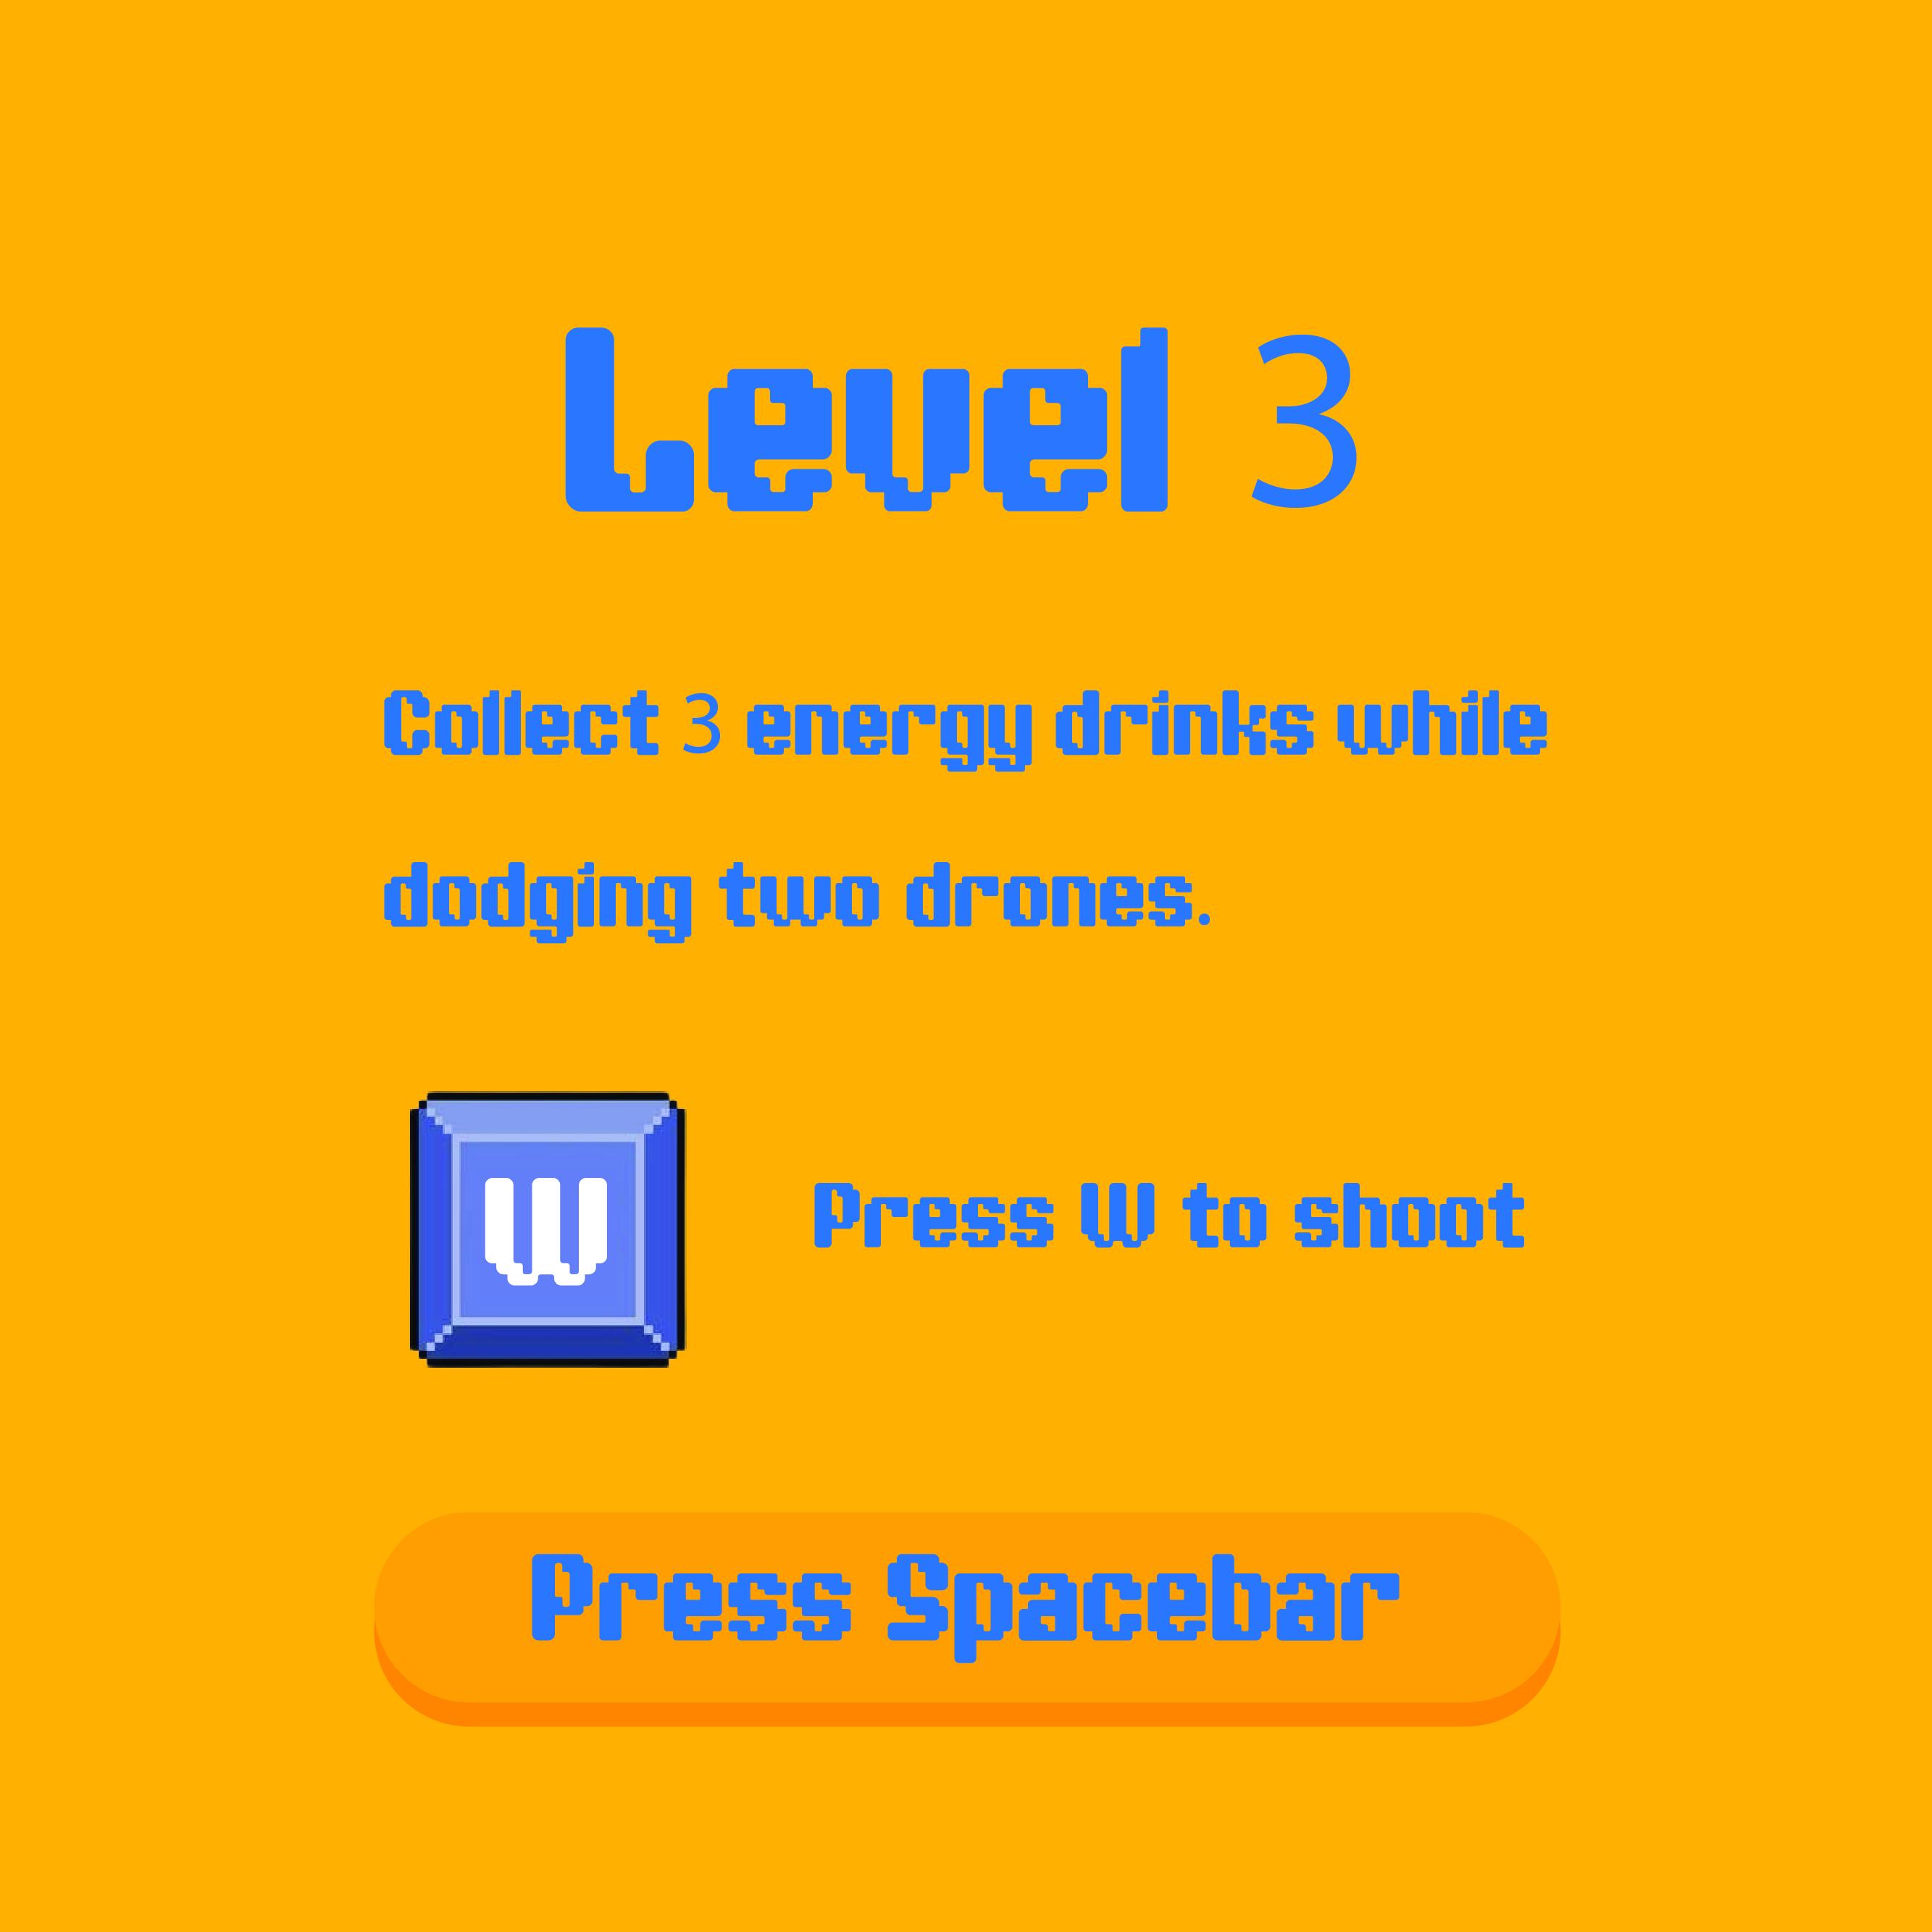 Level 3
Collect 3 energy drinks while
dodging two drones.
W
Press W to shoot
Press Spacebar